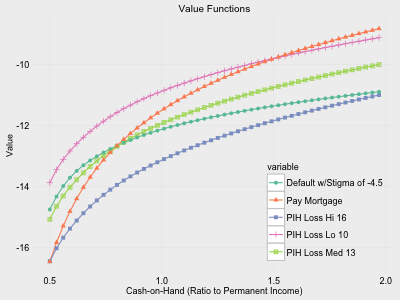 Value Functions
Value
-10
-12
-14
-16
0.5
1.0
1.5
2.0
Cash-on-Hand (Ratio to Permanent Income)
variable
Default w/Stigma of -4.5
Pay Mortgage
PIH Loss Hi 16
PIH Loss Lo 10
PIH Loss Med 13